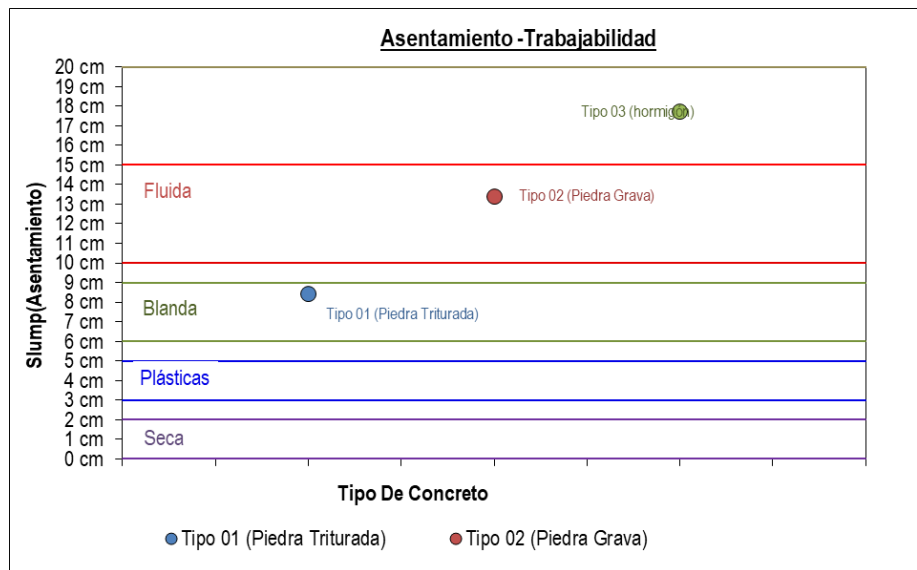 Asentamiento -Trabajabilidad
20 cm
19 cm
18 cm
Tipo 03 (hormigón)
17 cm
16 cm
15 cm
14 cm
Fluida
Tipo 02 (Piedra Grava)
13 cm
12 cm
11 cm
10 cm
9 cm
8 cm
Blanda
Tipo 01 (Piedra Triturada)
7 cm
6 cm
5 cm
4 cm
Plásticas
3 cm
2 cm
1 cm
Seca
0 cm
Slump(Asentamiento)
Tipo De Concreto
Tipo 01 (Piedra Triturada)
Tipo 02 (Piedra Grava)